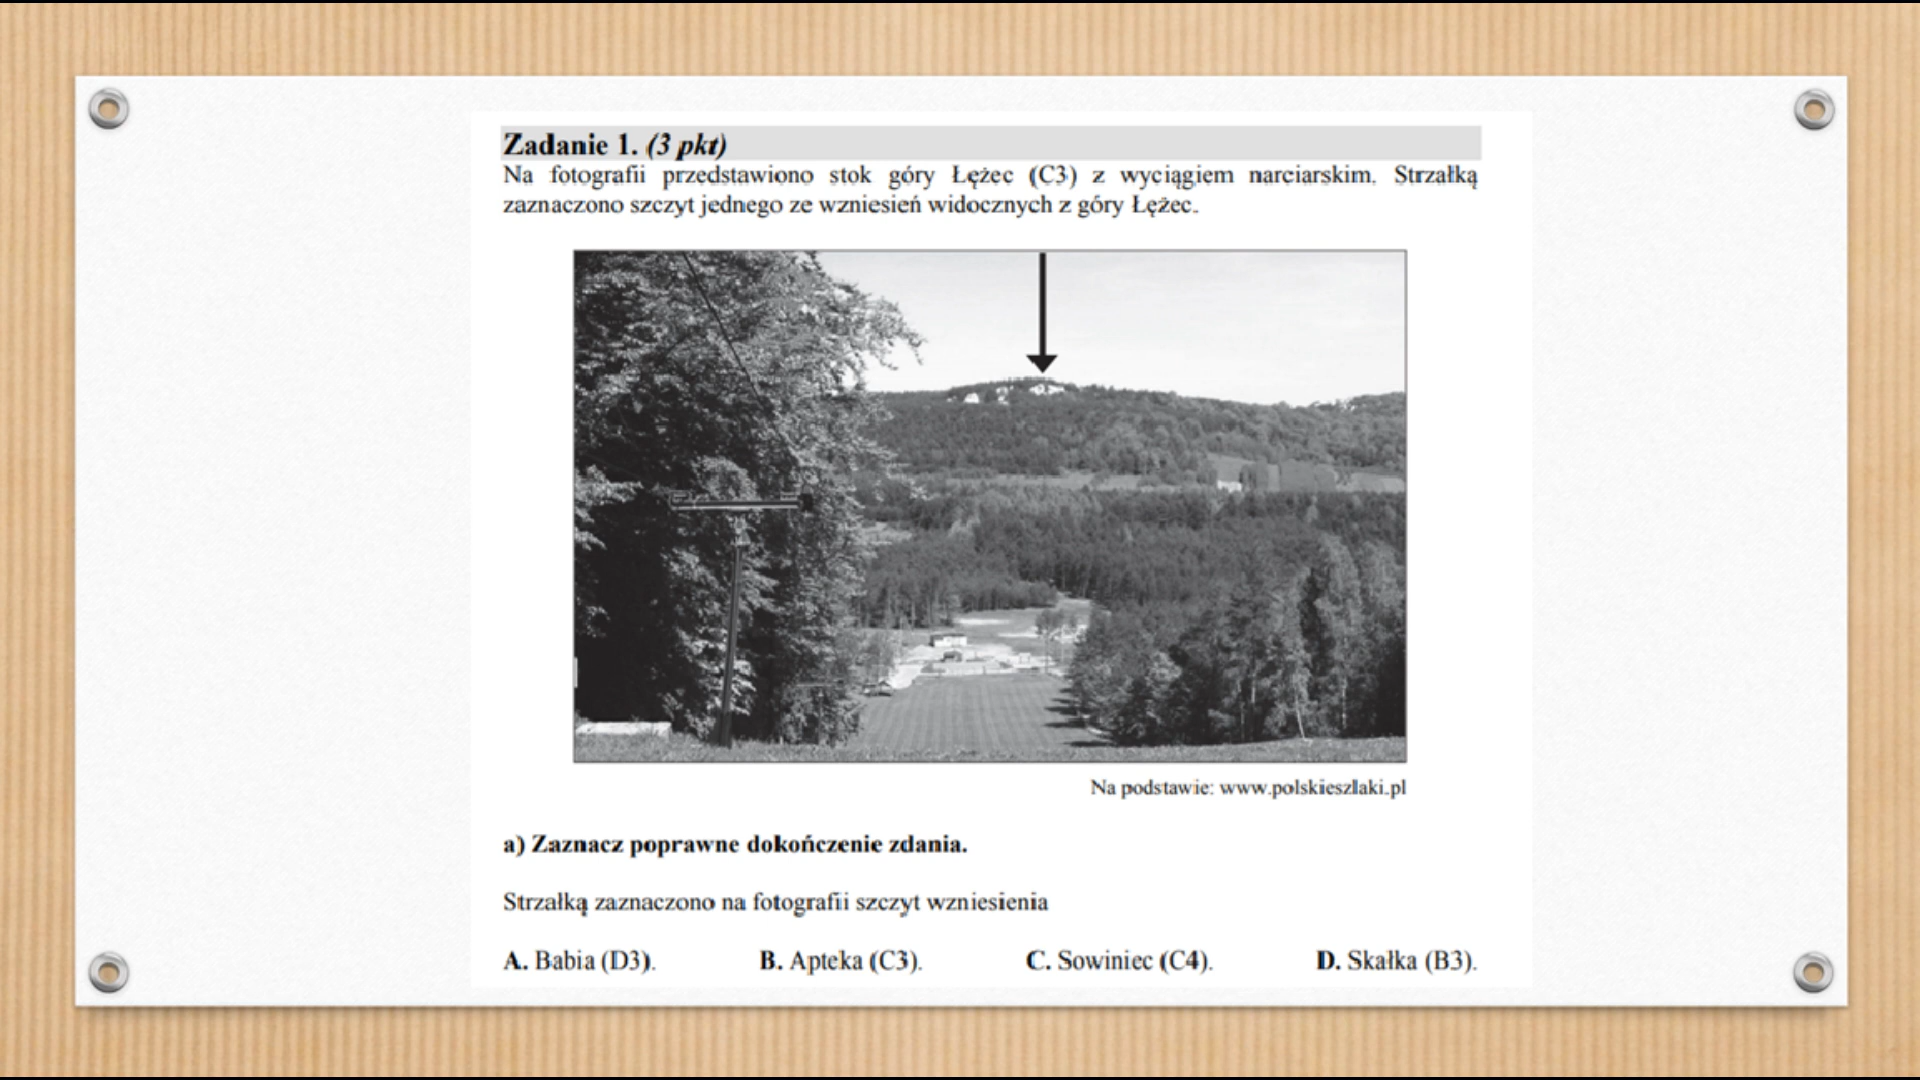 Zadanie 1. (3 pkt)
Na fotografii przedstawiono stok góry Łężec (C3) z wyciągiem narciarskim. Strzałką
zaznaczono szczyt jednego ze wzniesień widocznych z góry Łężec.
Na podstawie: www.polskieszlaki.pl
a) Zaznacz poprawne dokończenie zdania.
Strzałką zaznaczono na fotografii szczyt wzniesienia
A. Babia (D3). B. Apteka (C3). C. Sowiniec (C4). D. Skałka (B3).